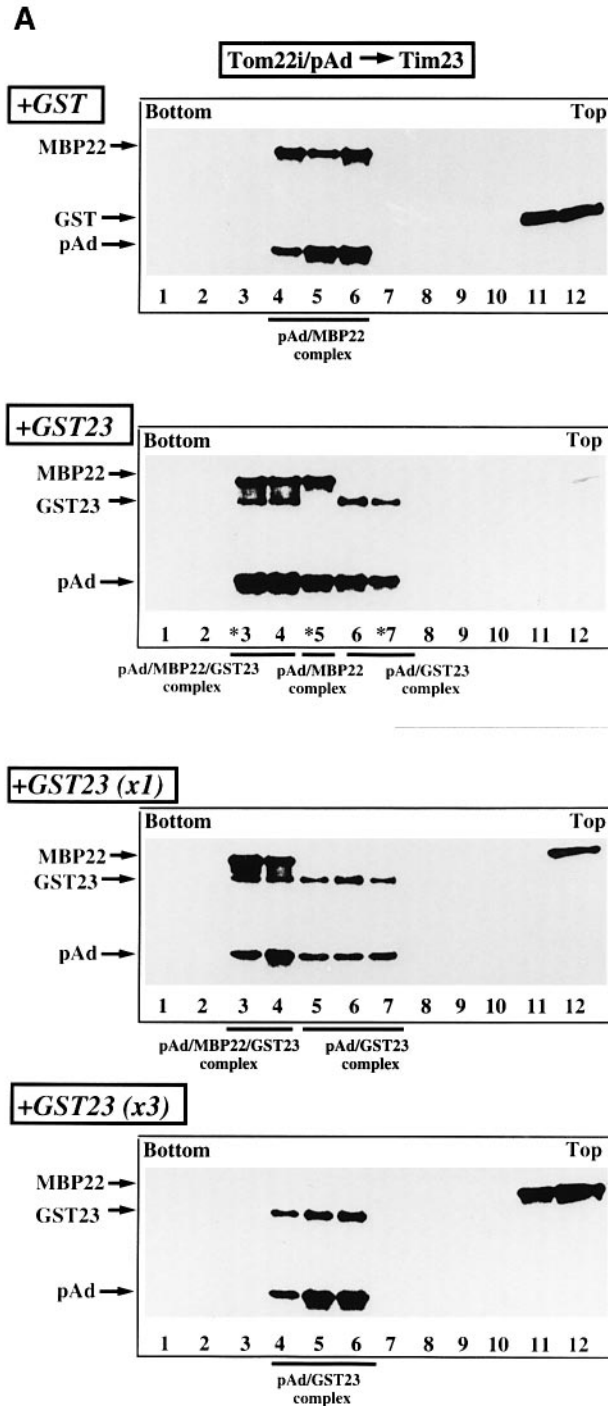 A
Tom22i/pAd → Tim23
+GST
Bottom Top
MBP22
GST
pAd
1 2 3 4 5 6 7 8 9 10 11 12
pAd/MBP22
complex
+GST23
Bottom Top
MBP22
GST23
pAd
1 2 *3 4 *5 6 *7 8 9 10 11 12
pAd/MBP22/GST23 pAd/MBP22 pAd/GST23
complex complex complex
+GST23 (x1)
Bottom Top
MBP22
GST23
pAd
1 2 3 4 5 6 7 8 9 10 11 12
pAd/MBP22/GST23 pAd/GST23
complex complex
+GST23 (x3)
Bottom Top
MBP22
GST23
pAd
1 2 3 4 5 6 7 8 9 10 11 12
pAd/GST23
complex